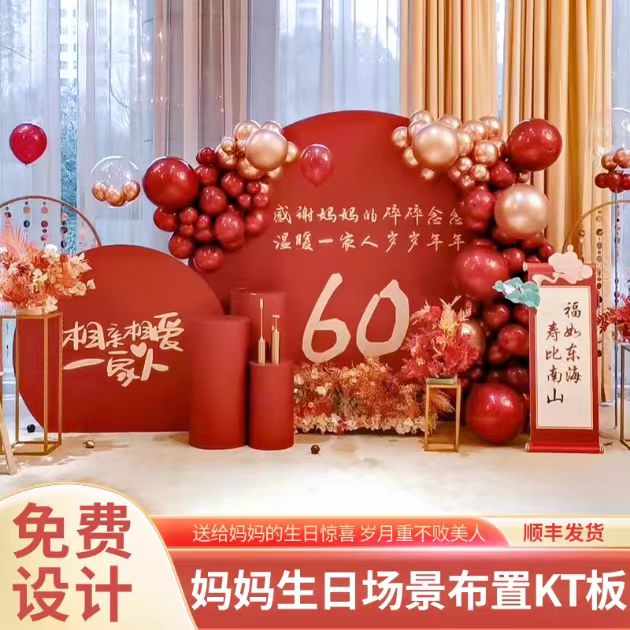 感谢妈妈的碎碎念念
温暖一家人岁岁年年
60
相亲相爱
一家人
福如东海
寿比南山
免费
设计
送给妈妈的生日惊喜 岁月重不败美人
顺丰发货
妈妈生日场景布置KT板